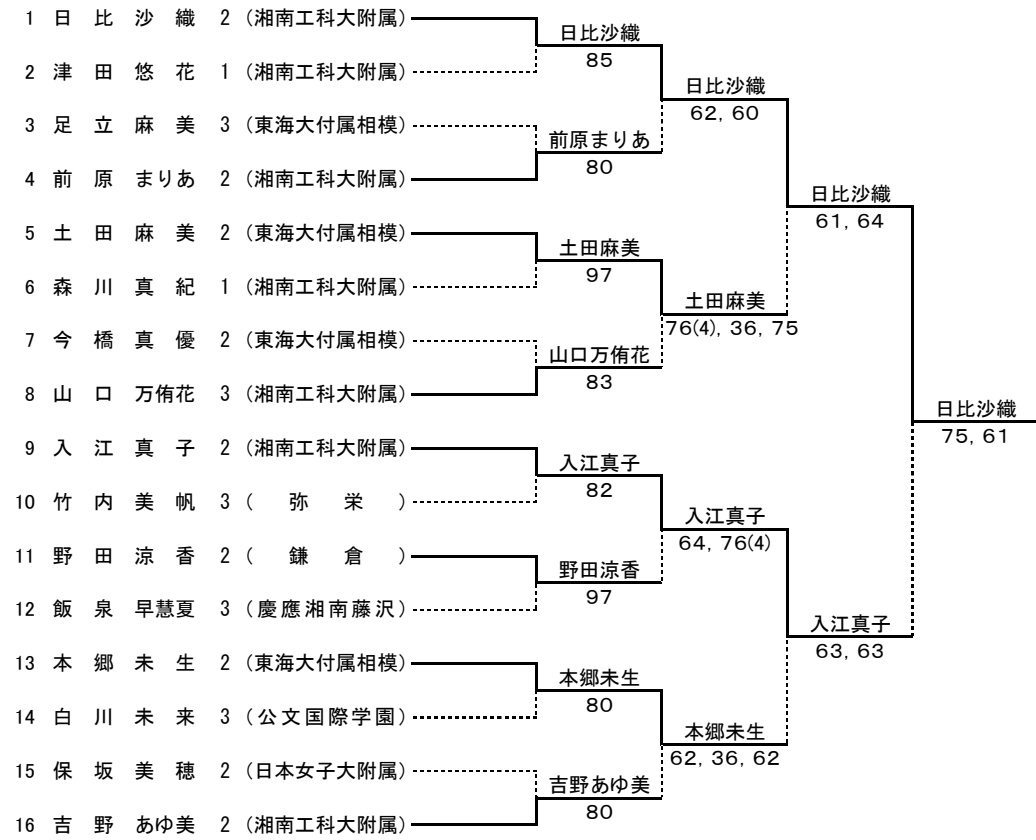 1 日比沙織 2 (湘南工科大附属)
日比沙織
85
2 津田悠花 1 (湘南工科大附属)
日比沙織
62, 60
3 足立麻美 3 (東海大付属相模)
前原まりあ
80
4 前原まりあ 2 (湘南工科大附属)
日比沙織
61, 64
5 土田麻美 2 (東海大付属相模)
土田麻美
97
6 森川真紀 1 (湘南工科大附属)
土田麻美
76(4), 36, 75
7 今橋真優 2 (東海大付属相模)
山口万侑花
83
8 山口万侑花 3 (湘南工科大附属)
日比沙織
75, 61
9 入江真子 2 (湘南工科大附属)
入江真子
82
10 竹内美帆 3 (弥栄)
入江真子
64, 76(4)
11 野田涼香 2 (鎌倉)
野田涼香
97
12 飯泉早慧夏 3 (慶應湘南藤沢)
入江真子
63, 63
13 本郷未生 2 (東海大付属相模)
本郷未生
80
14 白川未来 3 (公文国際学園)
本郷未生
62, 36, 62
15 保坂美穂 2 (日本女子大附属)
吉野あゆ美
80
16 吉野あゆ美 2 (湘南工科大附属)